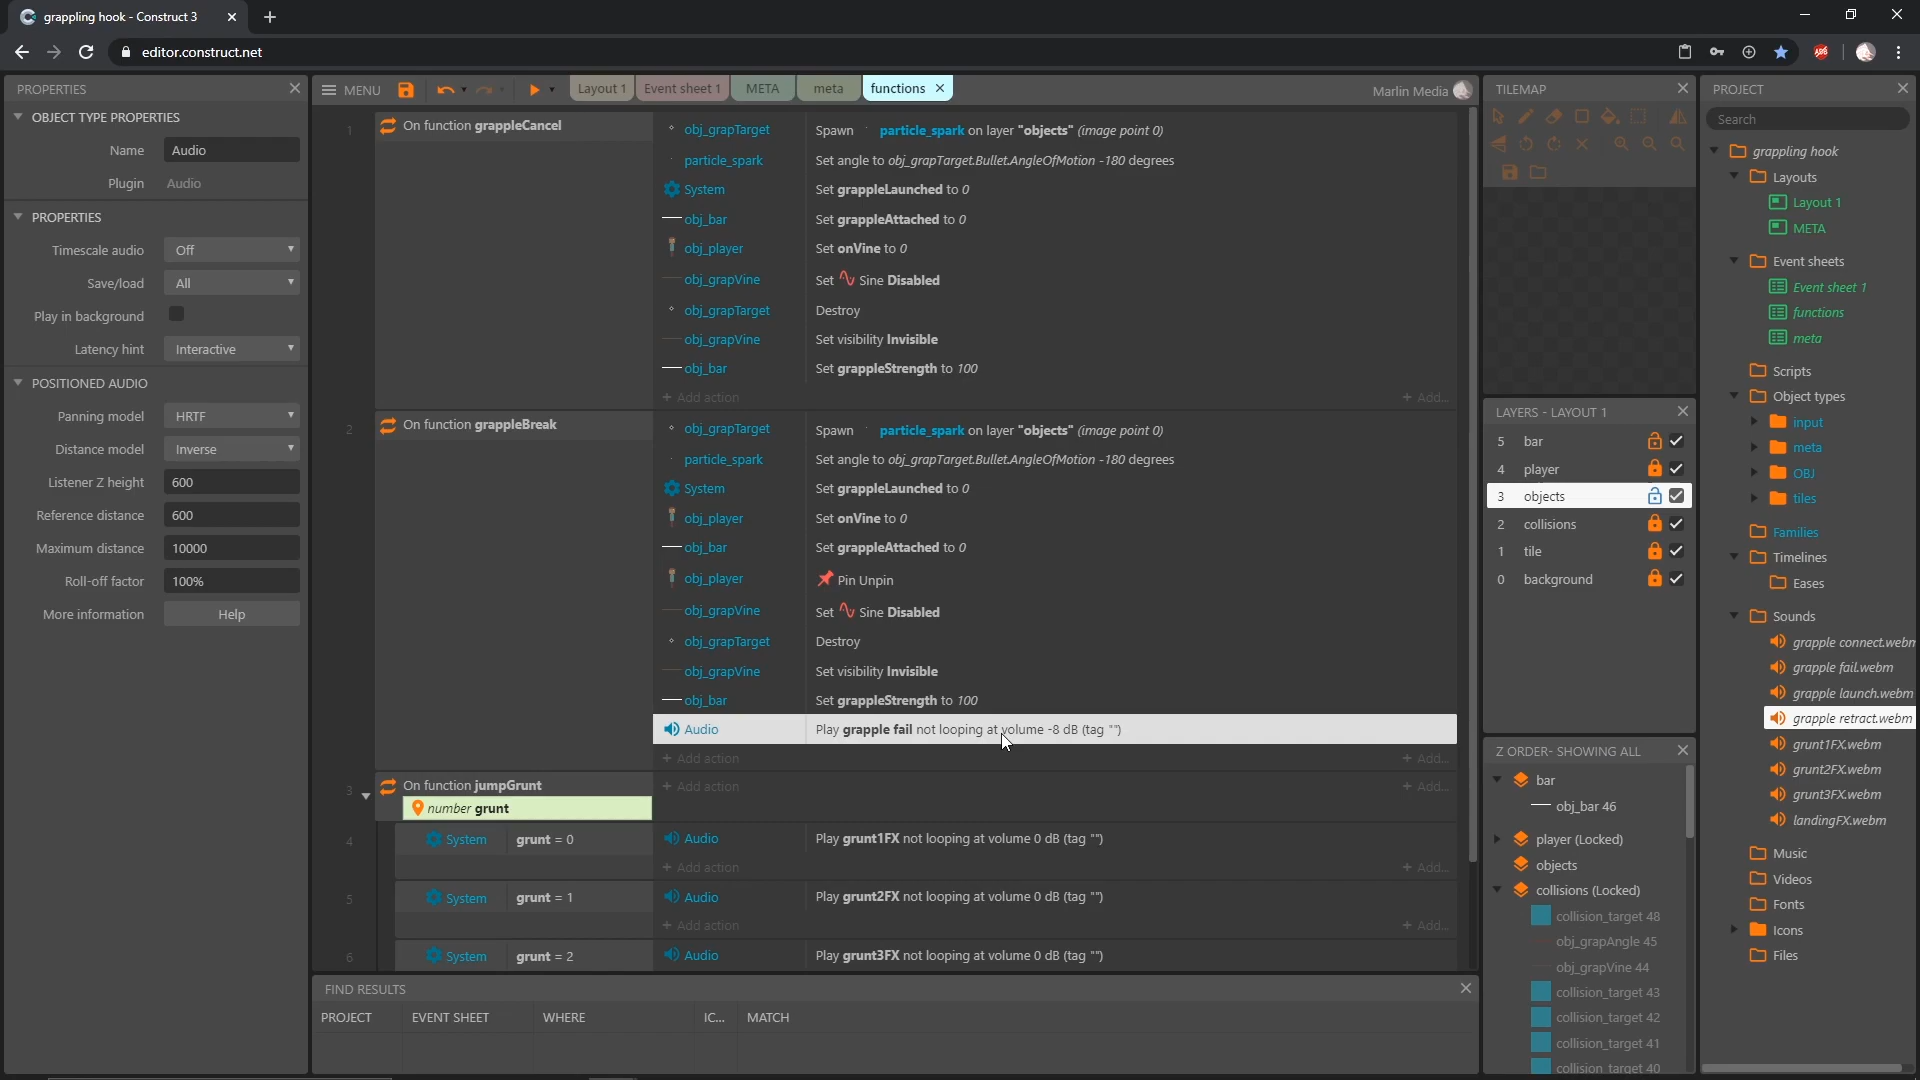 grappling hook - Construct 3
editor.construct.net
PROPERTIES
OBJECT TYPE PROPERTIES
Name Audio
Plugin Audio
PROPERTIES
Timescale audio Off
Save/load All
Play in background
Latency hint Interactive
POSITIONED AUDIO
Panning model HRTF
Distance model Inverse
Listener Z height 600
Reference distance 600
Maximum distance 10000
Roll-off factor 100%
More information Help
MENU
Layout 1
Event sheet 1
META
meta
functions
Marlin Media
1
On function grappleCancel
obj_grapTarget Spawn particle_spark on layer "objects" (image point 0)
particle_spark Set angle to obj_grapTarget.Bullet.AngleOfMotion -180 degrees
System Set grappleLaunched to 0
obj_bar Set grappleAttached to 0
obj_player Set onVine to 0
obj_grapVine Set Sine Disabled
obj_grapTarget Destroy
obj_grapVine Set visibility Invisible
obj_bar Set grappleStrength to 100
+ Add action + Add...
2
On function grappleBreak
obj_grapTarget Spawn particle_spark on layer "objects" (image point 0)
particle_spark Set angle to obj_grapTarget.Bullet.AngleOfMotion -180 degrees
System Set grappleLaunched to 0
obj_player Set onVine to 0
obj_bar Set grappleAttached to 0
obj_player Pin Unpin
obj_grapVine Set Sine Disabled
obj_grapTarget Destroy
obj_grapVine Set visibility Invisible
obj_bar Set grappleStrength to 100
Audio Play grapple fail not looping at volume -8 dB (tag "")
+ Add action + Add...
3
On function jumpGrunt
+ Add action + Add...
number grunt
4 System grunt = 0 Audio Play grunt1FX not looping at volume 0 dB (tag "")
+ Add action + Add...
5 System grunt = 1 Audio Play grunt2FX not looping at volume 0 dB (tag "")
+ Add action + Add...
6 System grunt = 2 Audio Play grunt3FX not looping at volume 0 dB (tag "")
FIND RESULTS
PROJECT EVENT SHEET WHERE IC... MATCH
TILEMAP
LAYERS - LAYOUT 1
5 bar
4 player
3 objects
2 collisions
1 tile
0 background
Z ORDER- SHOWING ALL
bar
obj_bar 46
player (Locked)
objects
collisions (Locked)
collision_target 48
obj_grapAngle 45
obj_grapVine 44
collision_target 43
collision_target 42
collision_target 41
collision_target 40
PROJECT
Search
grappling hook
Layouts
Layout 1
META
Event sheets
Event sheet 1
functions
meta
Scripts
Object types
input
meta
OBJ
tiles
Families
Timelines
Eases
Sounds
grapple connect.webm
grapple fail.webm
grapple launch.webm
grapple retract.webm
grunt1FX.webm
grunt2FX.webm
grunt3FX.webm
landingFX.webm
Music
Videos
Fonts
Icons
Files